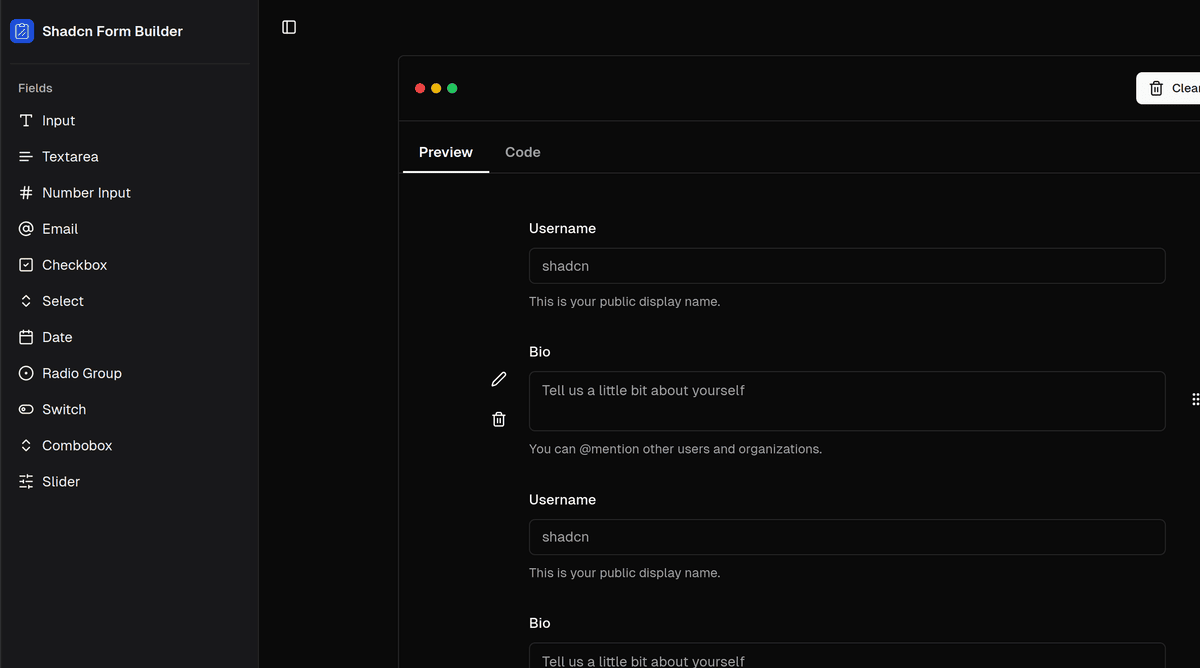 Shadcn Form Builder
Fields
Input
Textarea
Number Input
Email
Checkbox
Select
Date
Radio Group
Switch
Combobox
Slider
Clear
Preview
Code
Username
shadcn
This is your public display name.
Bio
Tell us a little bit about yourself
You can @mention other users and organizations.
Username
shadcn
This is your public display name.
Bio
Tell us a little bit about yourself